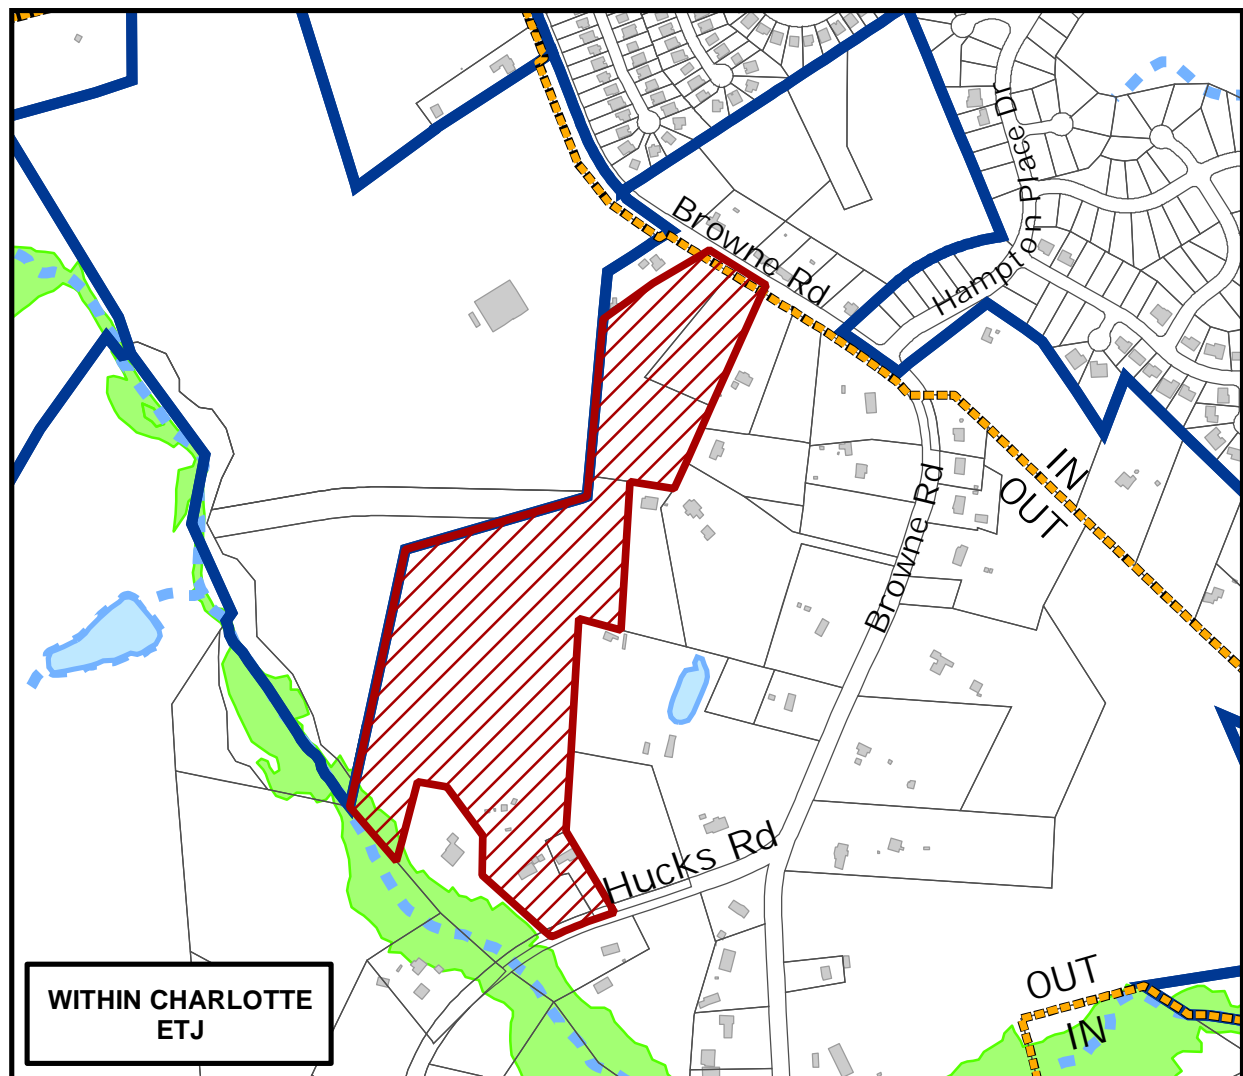 Browne Rd
Hampton Place Dr
IN
OUT
Browne Rd
Hucks Rd
OUT
IN
WITHIN CHARLOTTE
ETJ